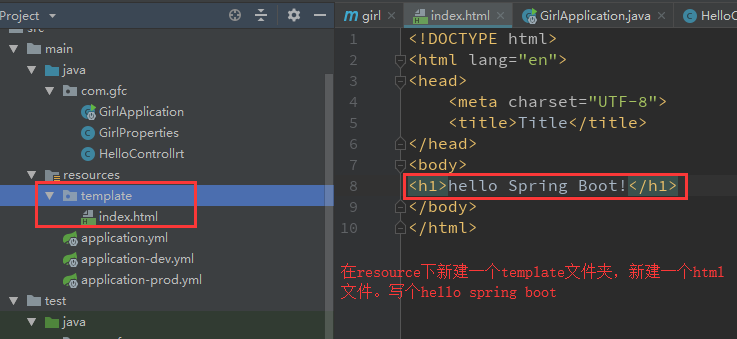 Project
girl
index.html
GirlApplication.java
HelloC
src
main
java
com.gfc
GirlApplication
GirlProperties
HelloControllrt
resources
template
index.html
application.yml
application-dev.yml
application-prod.yml
test
java
1 <!DOCTYPE html>
2 <html lang="en">
3 <head>
4 <meta charset="UTF-8">
5 <title>Title</title>
6 </head>
7 <body>
8 <h1>hello Spring Boot!</h1>
9 </body>
10 </html>
在resource下新建一个template文件夹，新建一个html
文件。写个hello spring boot